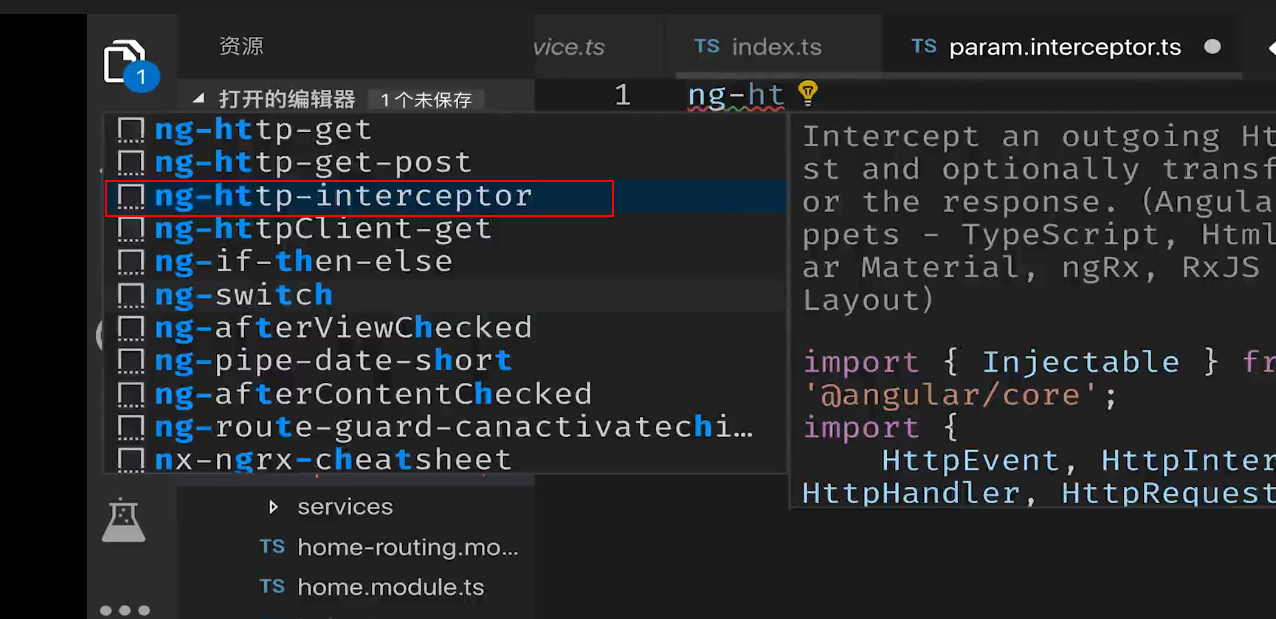 资源
vice.ts
TS index.ts
TS param.interceptor.ts
1
打开的编辑器 1个未保存
1 ng-ht
ng-http-get
ng-http-get-post
ng-http-interceptor
ng-httpClient-get
ng-if-then-else
ng-switch
ng-afterViewChecked
ng-pipe-date-short
ng-afterContentChecked
ng-route-guard-canactivatechi…
nx-ngrx-cheatsheet
Intercept an outgoing Ht
st and optionally transf
or the response. (Angula
ppets - TypeScript, Html
ar Material, ngRx, RxJS
Layout)
import { Injectable } fr
'@angular/core';
import {
HttpEvent, HttpInter
HttpHandler, HttpRequest
services
TS home-routing.mo...
TS home.module.ts